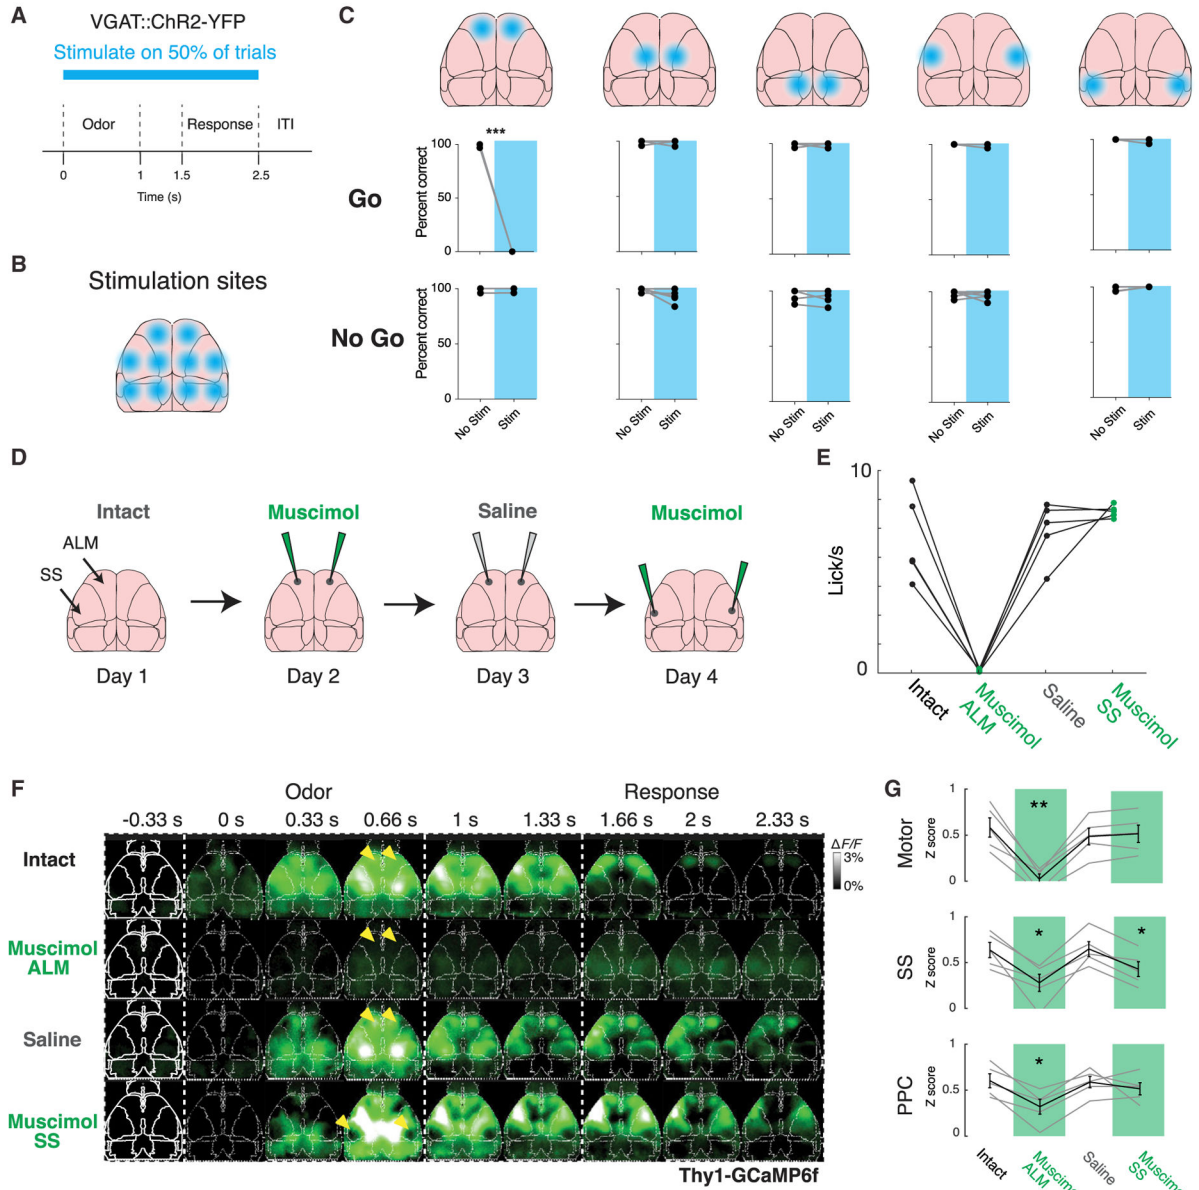 A
VGAT::ChR2-YFP
Stimulate on 50% of trials
Odor
Response
ITI
0
1
1.5
2.5
Time (s)
B
Stimulation sites
C
***
Go
Percent correct
100
50
0
No Go
Percent correct
100
50
0
No Stim
Stim
No Stim
Stim
No Stim
Stim
No Stim
Stim
No Stim
Stim
D
Intact
Muscimol
Saline
Muscimol
ALM
SS
Day 1
Day 2
Day 3
Day 4
E
10
Lick/s
0
Intact
Muscimol
ALM
Saline
Muscimol
SS
F
Odor
Response
-0.33 s
0 s
0.33 s
0.66 s
1 s
1.33 s
1.66 s
2 s
2.33 s
Intact
Muscimol
ALM
Saline
Muscimol
SS
ΔF/F
3%
0%
Thy1-GCaMP6f
G
Motor
Z score
1
0.5
0
**
SS
Z score
1
0.5
0
*
*
PPC
Z score
1
0.5
0
*
Intact
ALM
Saline
SS